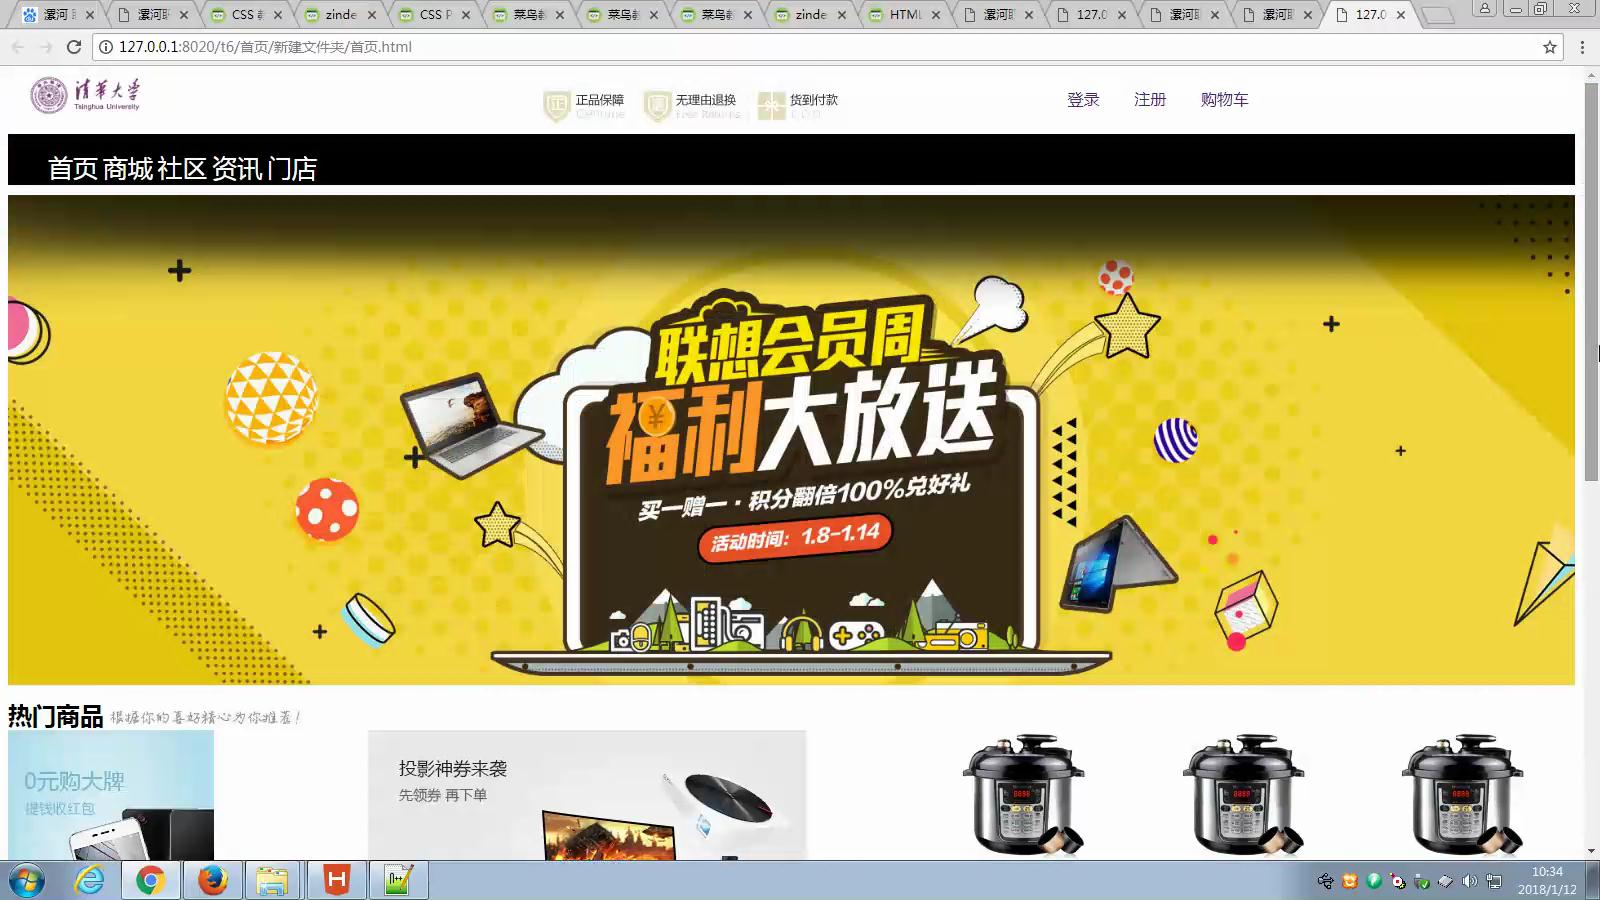 漯河
漯河职
CSS
zinde
CSS P
菜鸟教
菜鸟教
菜鸟教
zinde
HTML
漯河职
127.0
漯河职
漯河职
127.0
127.0.0.1:8020/t6/首页/新建文件夹/首页.html
清华大学
Tsinghua University
正品保障
Genuine
无理由退换
Free Returns
货到付款
C.O.D
登录
注册
购物车
首页 商城 社区 资讯 门店
联想会员周
福利大放送
买一赠一·积分翻倍100%兑好礼
活动时间：1.8-1.14
热门商品 根据你的喜好精心为你推荐！
0元购大牌
提钱收红包
投影神券来袭
先领券 再下单
10:34
2018/1/12